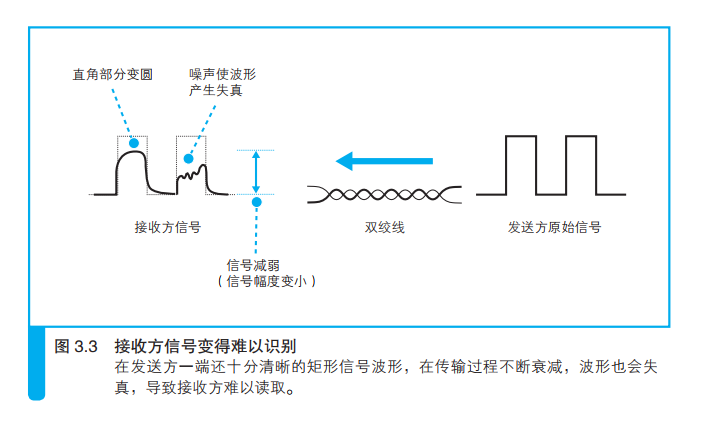 直角部分变圆
噪声使波形
产生失真
接收方信号
双绞线
发送方原始信号
信号减弱
（信号幅度变小）
图 3.3 接收方信号变得难以识别
在发送方一端还十分清晰的矩形信号波形，在传输过程不断衰减，波形也会失
真，导致接收方难以读取。